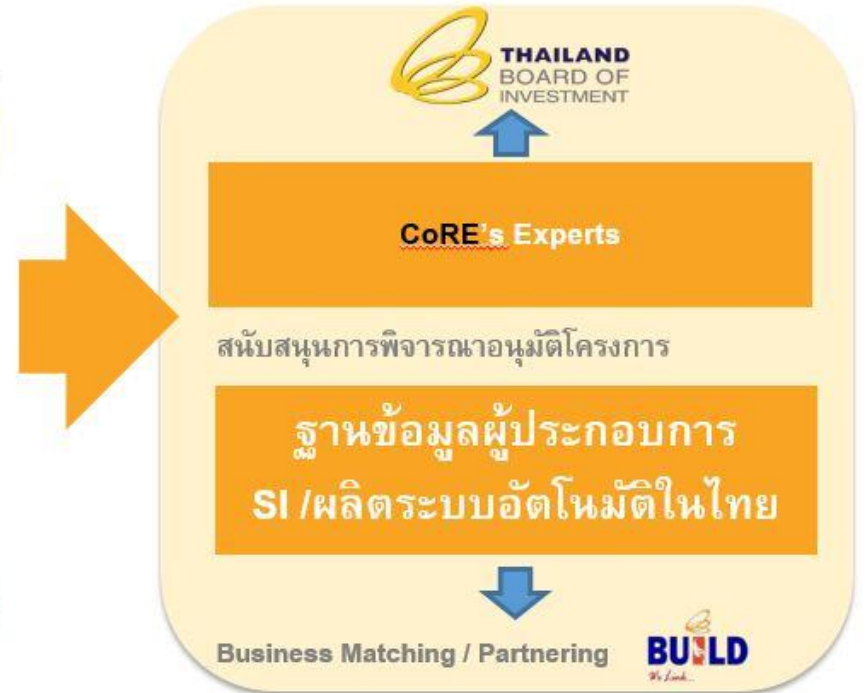 THAILAND
BOARD OF
INVESTMENT
CoRE's Experts
สนับสนุนการพิจารณาอนุมัติโครงการ
ฐานข้อมูลผู้ประกอบการ
SI /ผลิตระบบอัตโนมัติในไทย
Business Matching / Partnering
BUILD
We Link...